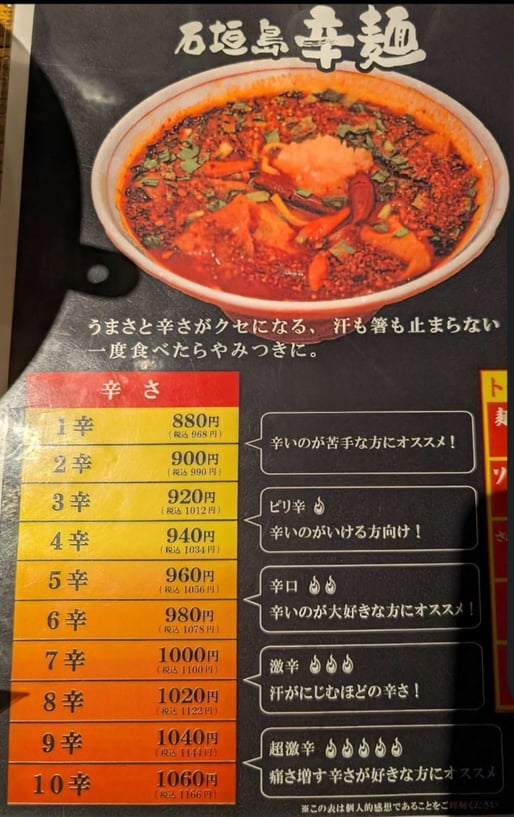 石垣島 辛麺
うまさと辛さがクセになる、汗も箸も止まらない
一度食べたらやみつきに。
辛さ
1辛 880円
(税込 968円)
2辛 900円
(税込 990円)
辛いのが苦手な方にオススメ!
3辛 920円
(税込 1012円)
4辛 940円
(税込 1034円)
ピリ辛
辛いのがいける方向け!
5辛 960円
(税込 1056円)
6辛 980円
(税込 1078円)
辛口
辛いのが大好きな方にオススメ!
7辛 1000円
(税込 1100円)
8辛 1020円
(税込 1122円)
激辛
汗がにじむほどの辛さ!
9辛 1040円
(税込 1144円)
10辛 1060円
(税込 1166円)
超激辛
痛さ増す辛さが好きな方にオススメ
※この表は個人的感想であることをご理解ください
ト
麺
ソ